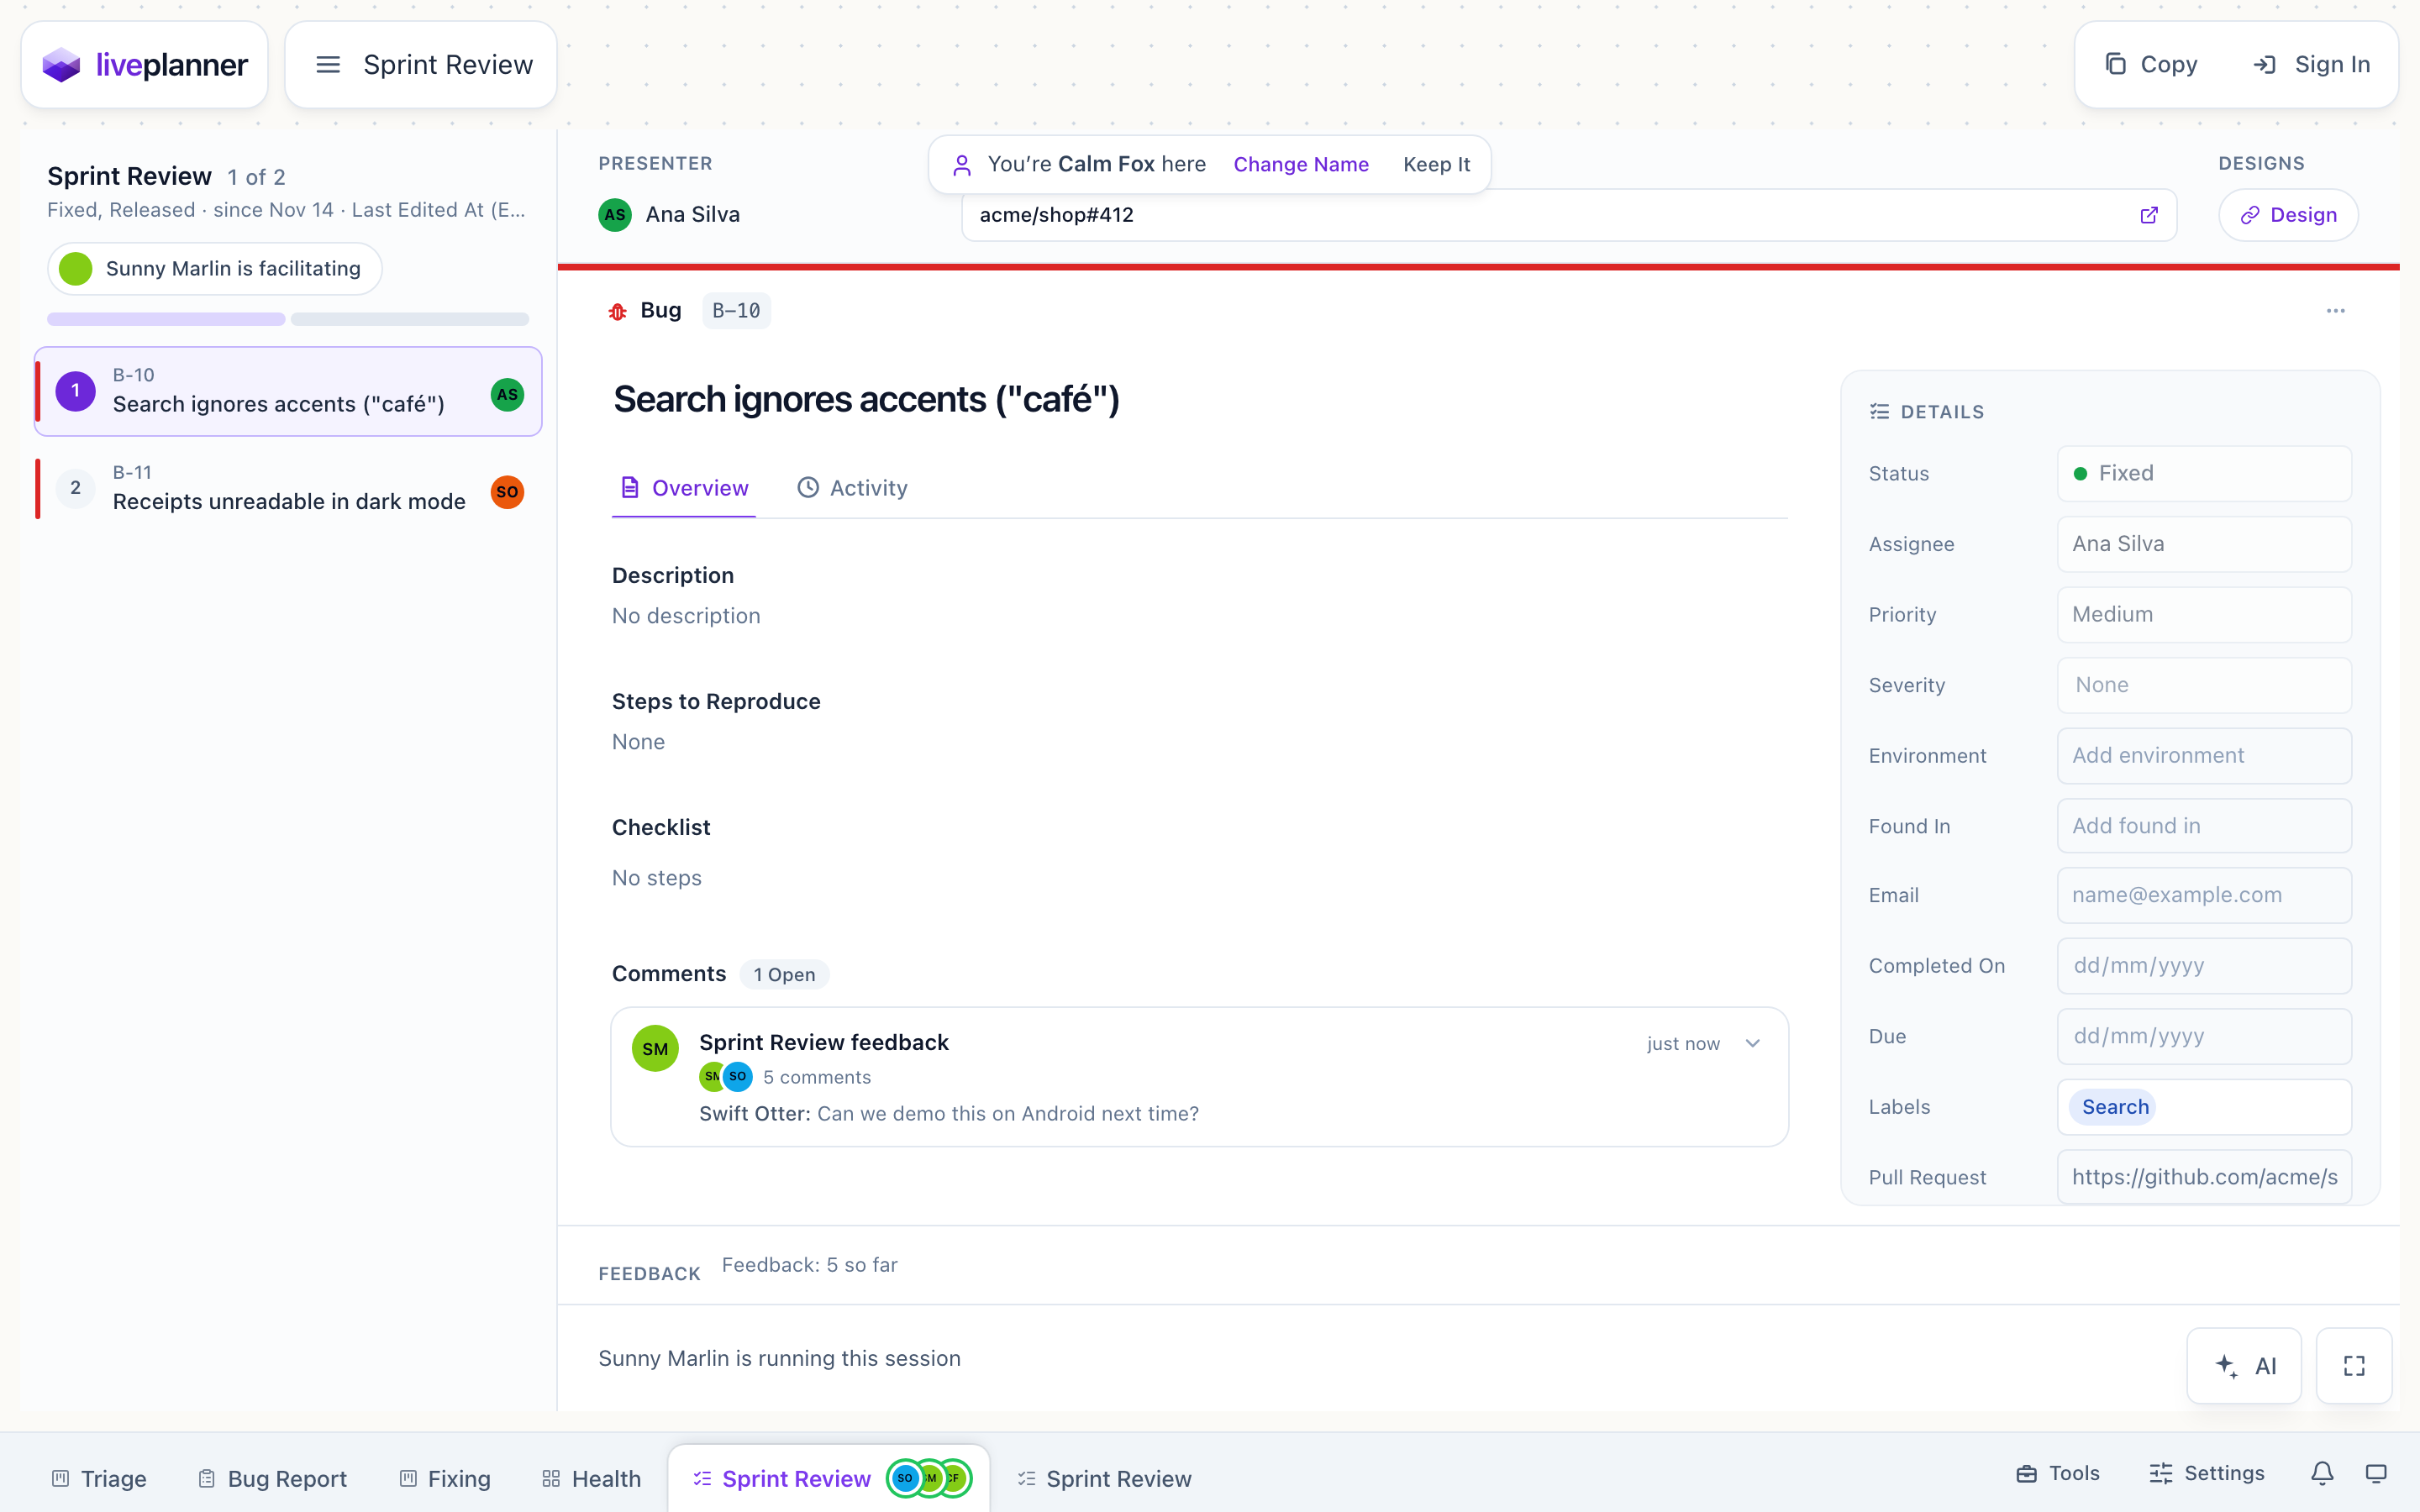 liveplanner
Sprint Review
Copy
Sign In
Sprint Review 1 of 2
Fixed, Released · since Nov 14 · Last Edited At (E...
Sunny Marlin is facilitating
1
B-10
Search ignores accents ("café")
AS
2
B-11
Receipts unreadable in dark mode
SO
PRESENTER
AS Ana Silva
You're Calm Fox here Change Name Keep It
acme/shop#412
DESIGNS
Design
Bug B-10
Search ignores accents ("café")
Overview Activity
Description
No description
Steps to Reproduce
None
Checklist
No steps
Comments 1 Open
SM Sprint Review feedback just now
SO 5 comments
Swift Otter: Can we demo this on Android next time?
DETAILS
Status Fixed
Assignee Ana Silva
Priority Medium
Severity None
Environment Add environment
Found In Add found in
Email name@example.com
Completed On dd/mm/yyyy
Due dd/mm/yyyy
Labels Search
Pull Request https://github.com/acme/s
FEEDBACK Feedback: 5 so far
Sunny Marlin is running this session
AI
Triage Bug Report Fixing Health Sprint Review SO Sprint Review Tools Settings